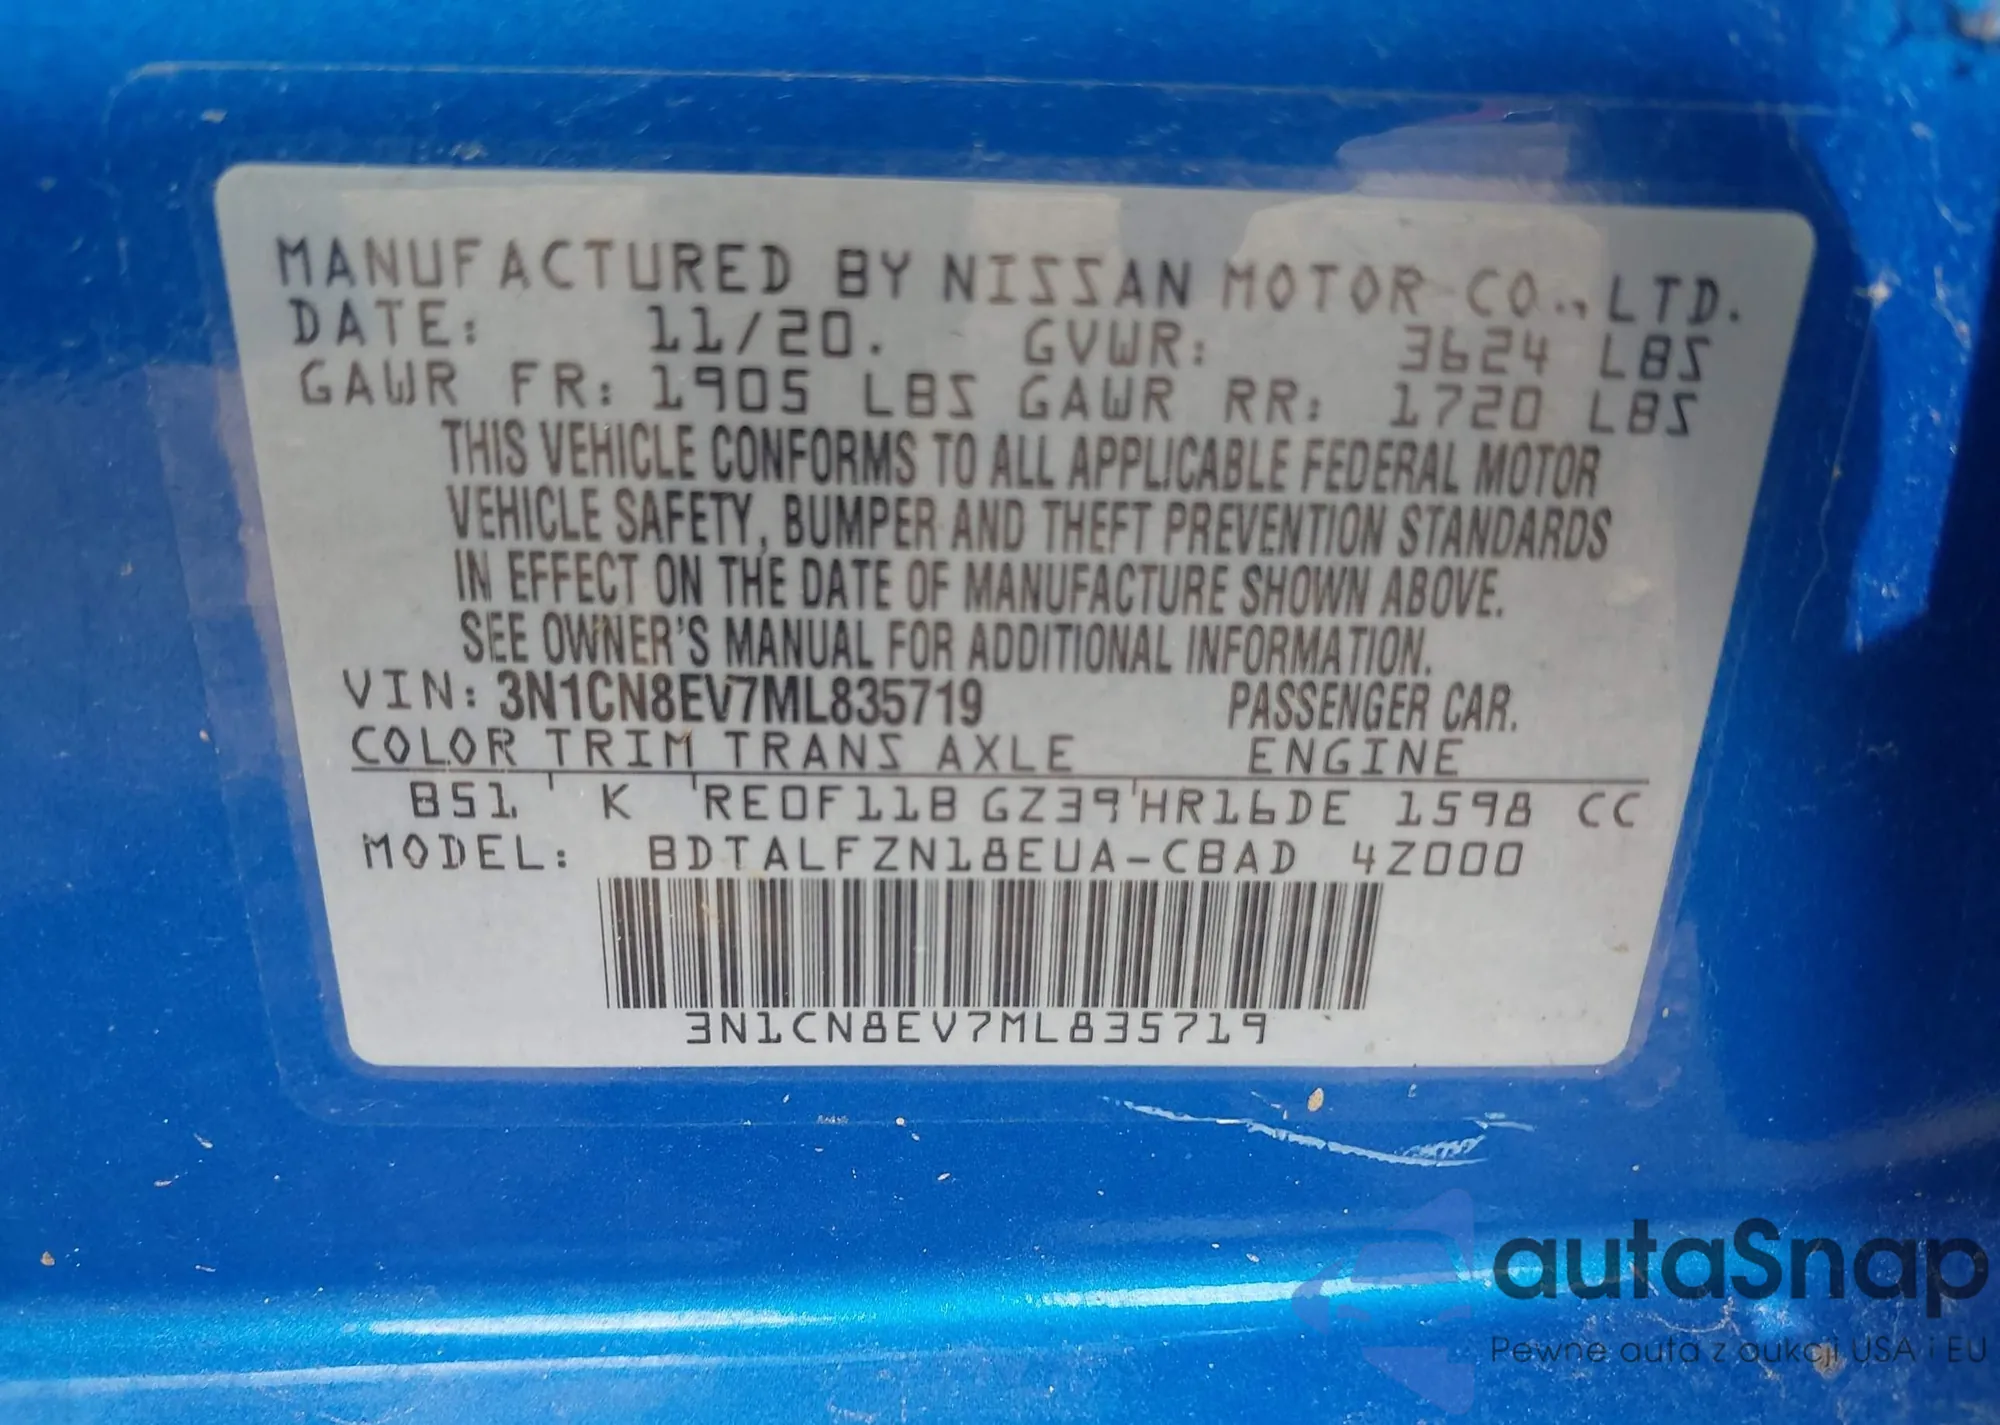 MANUFACTURED BY NISSAN MOTOR CO., LTD.
DATE: 11/20. GVWR: 3624 LBS
GAWR FR: 1905 LBS GAWR RR: 1720 LBS
THIS VEHICLE CONFORMS TO ALL APPLICABLE FEDERAL MOTOR
VEHICLE SAFETY, BUMPER AND THEFT PREVENTION STANDARDS
IN EFFECT ON THE DATE OF MANUFACTURE SHOWN ABOVE.
SEE OWNER'S MANUAL FOR ADDITIONAL INFORMATION.
VIN: 3N1CN8EV7ML835719 PASSENGER CAR.
COLOR TRIM TRANS AXLE ENGINE
B51 K RE0F11B GZ39 HR16DE 1598 CC
MODEL: BDTALFZN18EUA-CBAD 4Z000
3N1CN8EV7ML835719
autaSnap
Pewne auta z aukcji USA i EU